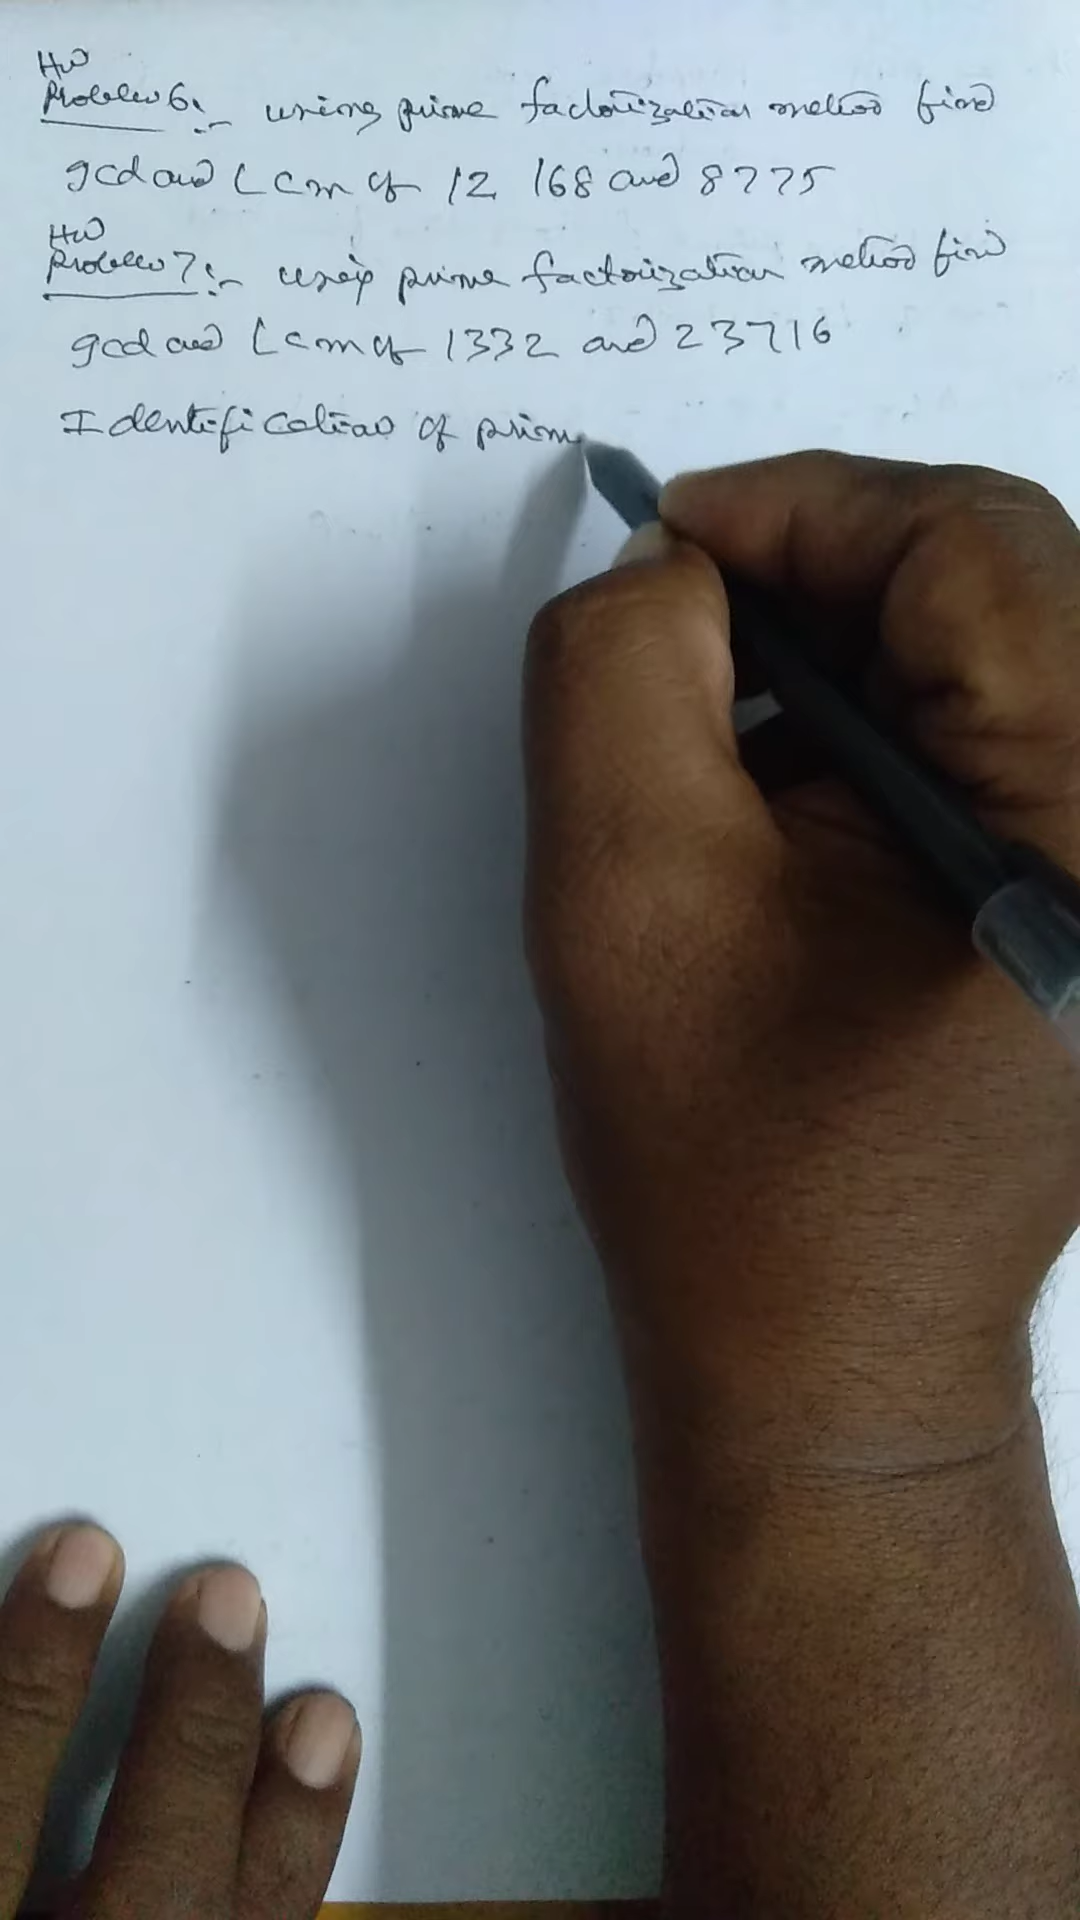 HW
Problem 6:- using prime factorization method find
gcd and Lcm of 12 168 and 8775
HW
Problem 7:- using prime factorization method find
gcd and Lcm of 1332 and 23716
Identification of prime